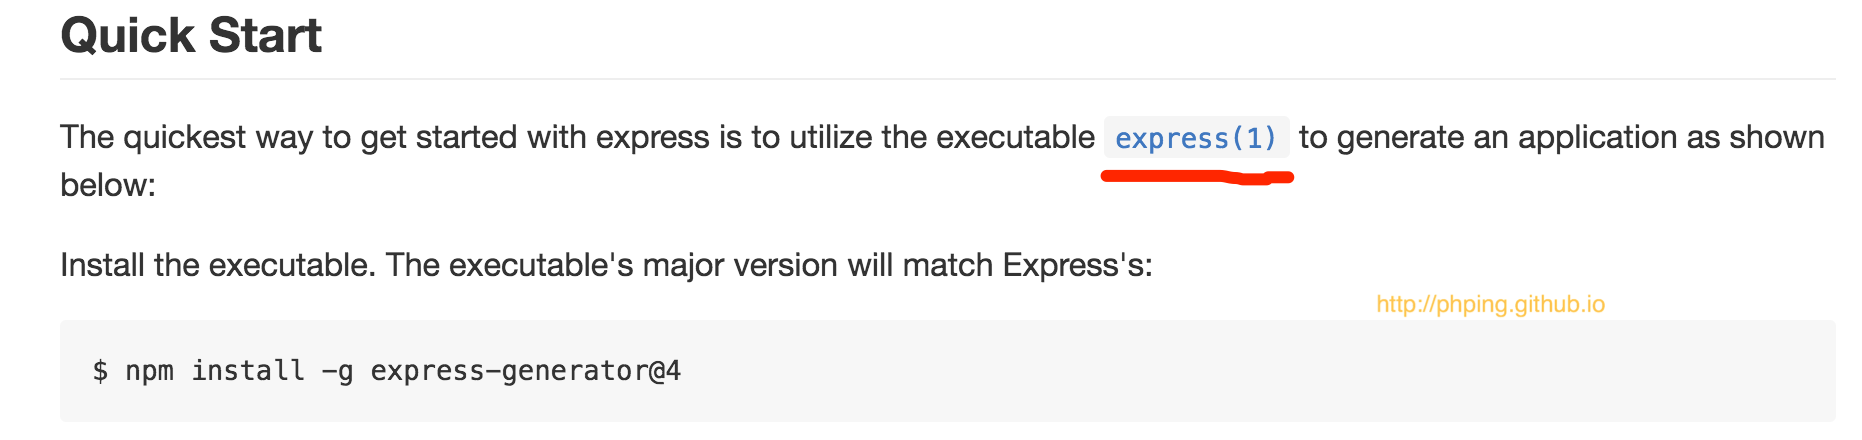 Quick Start
The quickest way to get started with express is to utilize the executable express(1) to generate an application as shown
below:
Install the executable. The executable's major version will match Express's:
http://phping.github.io
$ npm install -g express-generator@4